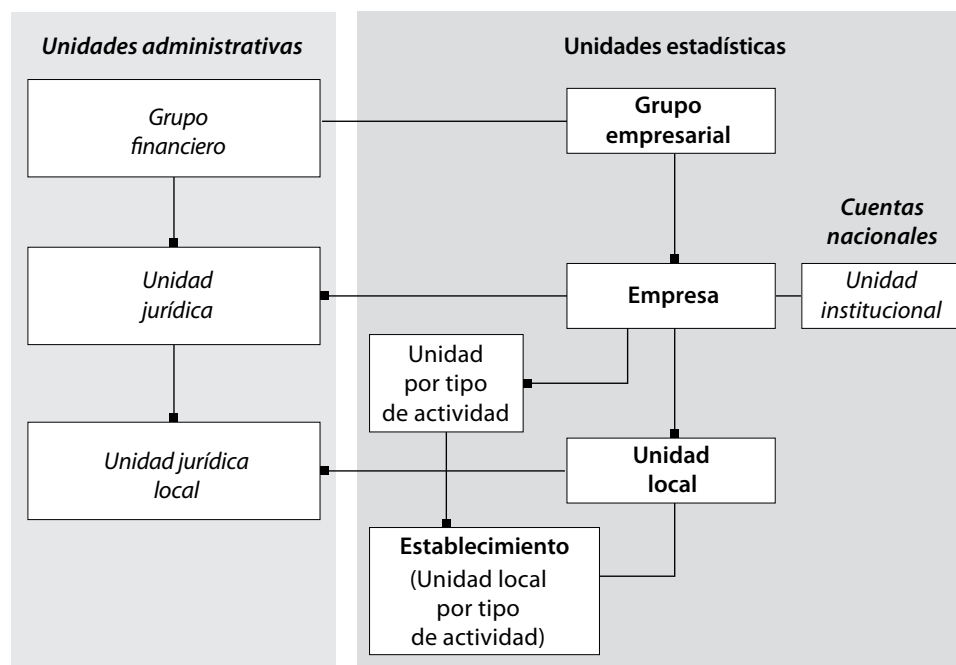 Unidades administrativas
Unidades estadísticas
Grupo
financiero
Grupo
empresarial
Cuentas
nacionales
Unidad
jurídica
Empresa
Unidad
institucional
Unidad
por tipo
de actividad
Unidad jurídica
local
Unidad
local
Establecimiento
(Unidad local
por tipo
de actividad)